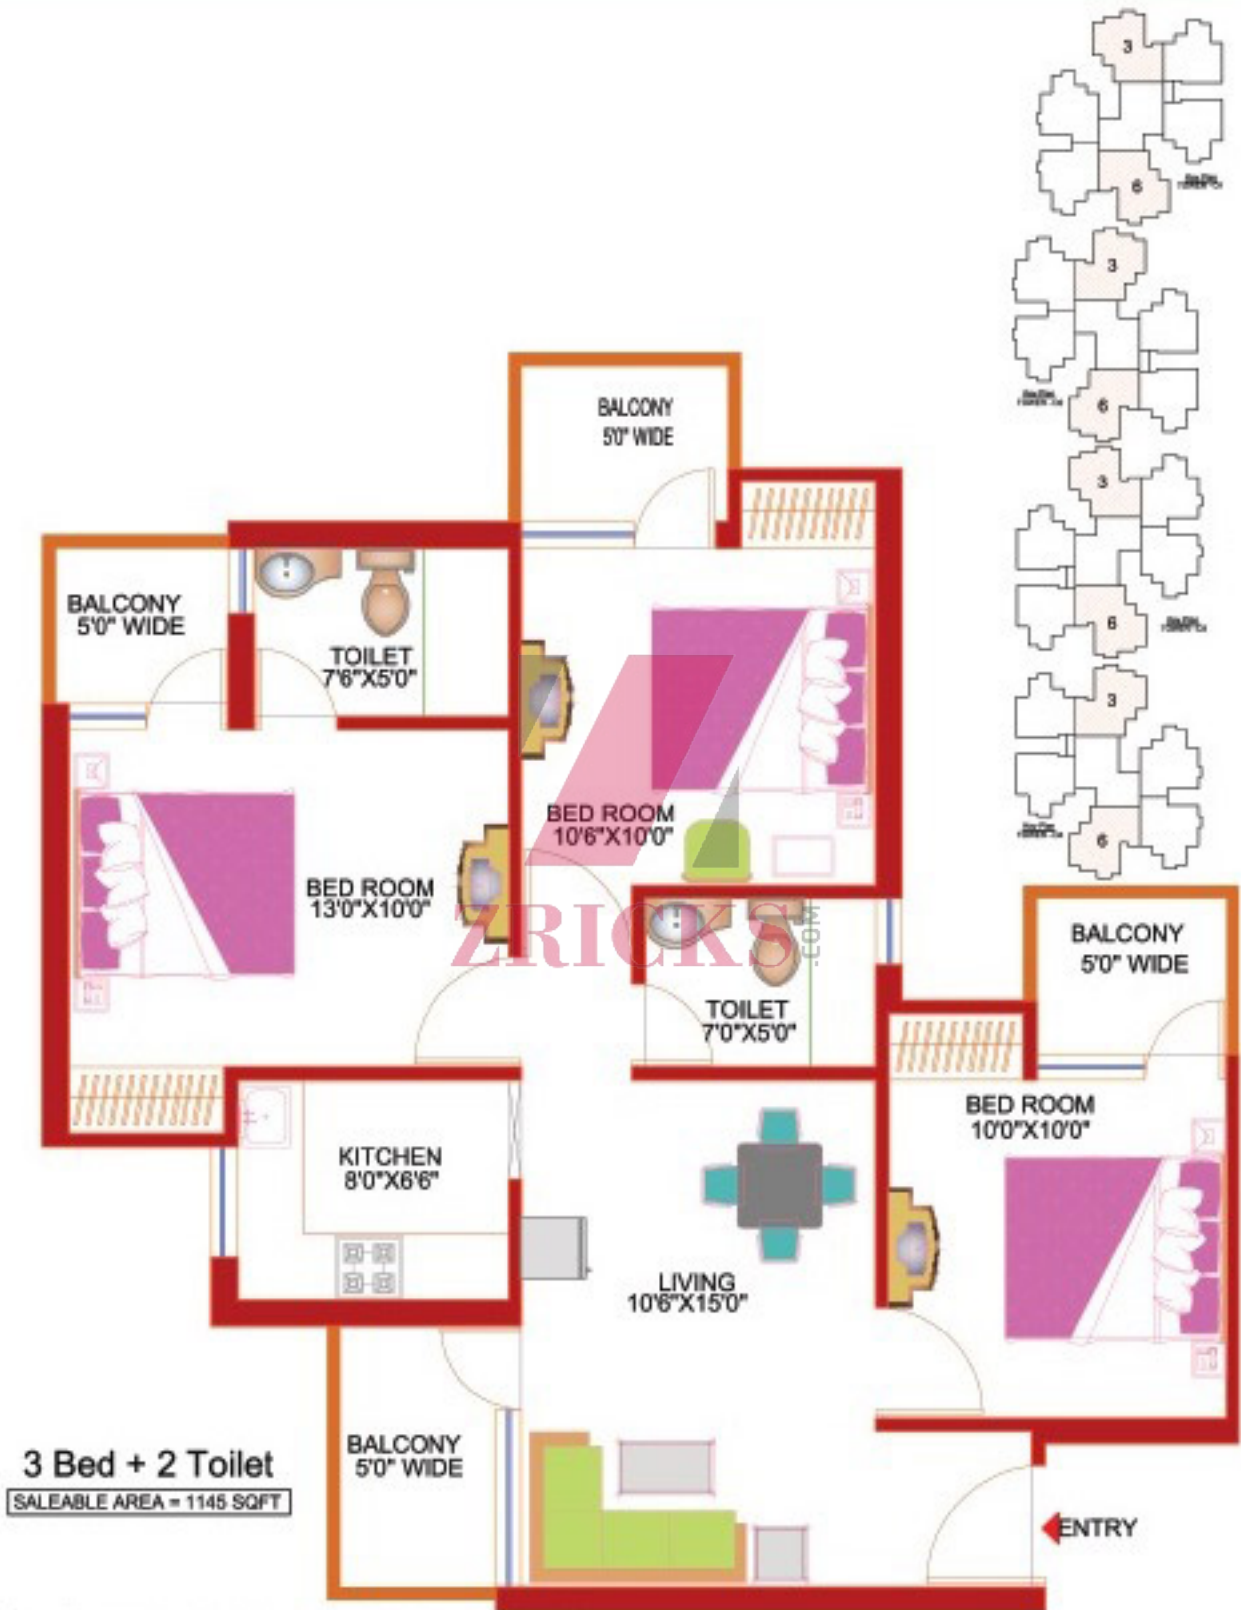 3
6
3
6
3
6
3
6
BALCONY
5'0" WIDE
BALCONY
5'0" WIDE
TOILET
7'6"X5'0"
BED ROOM
10'6"X10'0"
BED ROOM
13'0"X10'0"
ZRICKS
.COM
TOILET
7'0"X5'0"
BALCONY
5'0" WIDE
BED ROOM
10'0"X10'0"
KITCHEN
8'0"X6'6"
LIVING
10'6"X15'0"
BALCONY
5'0" WIDE
3 Bed + 2 Toilet
SALEABLE AREA = 1145 SQFT
ENTRY